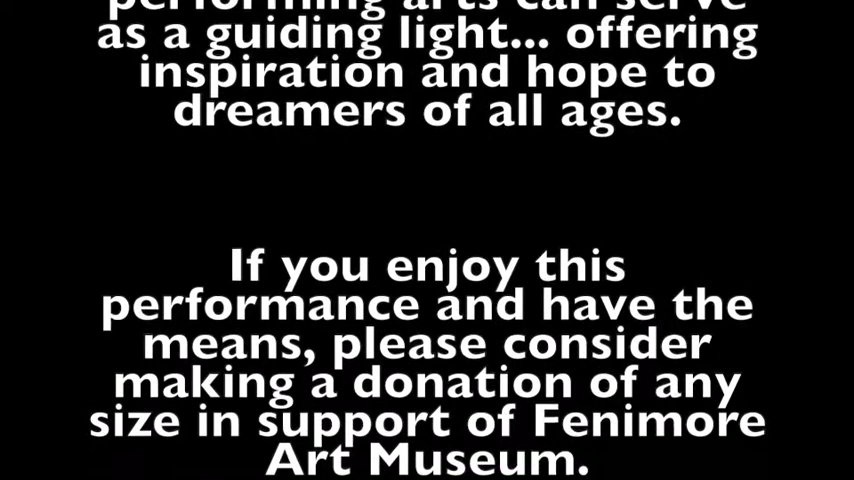 performing arts can serve
as a guiding light... offering
inspiration and hope to
dreamers of all ages.
If you enjoy this
performance and have the
means, please consider
making a donation of any
size in support of Fenimore
Art Museum.